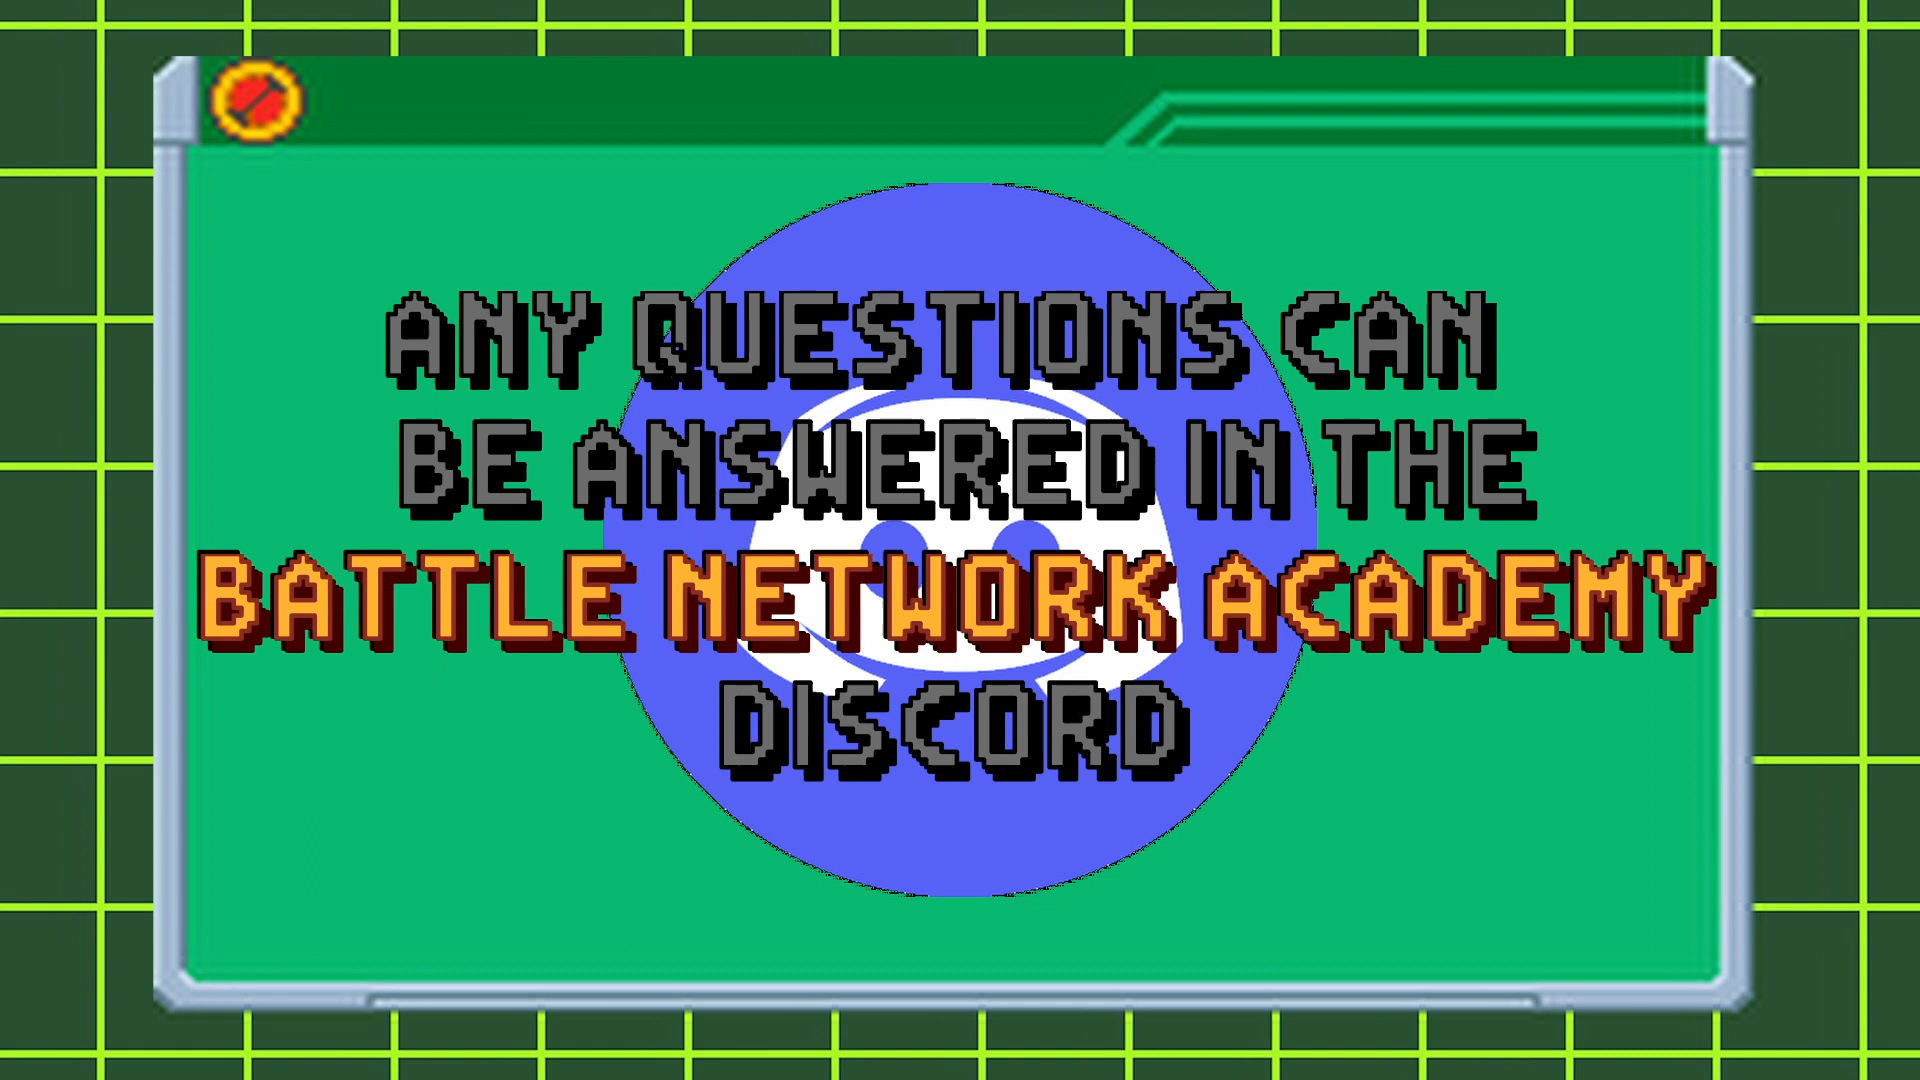 ANY QUESTIONS CAN
BE ANSWERED IN THE
BATTLE NETWORK ACADEMY
DISCORD